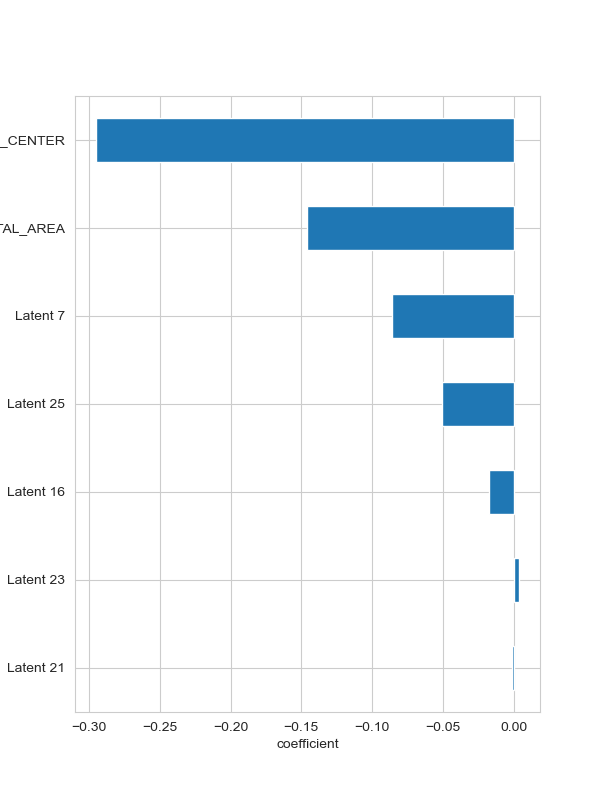 _CENTER
TAL_AREA
Latent 7
Latent 25
Latent 16
Latent 23
Latent 21
−0.30 −0.25 −0.20 −0.15 −0.10 −0.05 0.00
coefficient